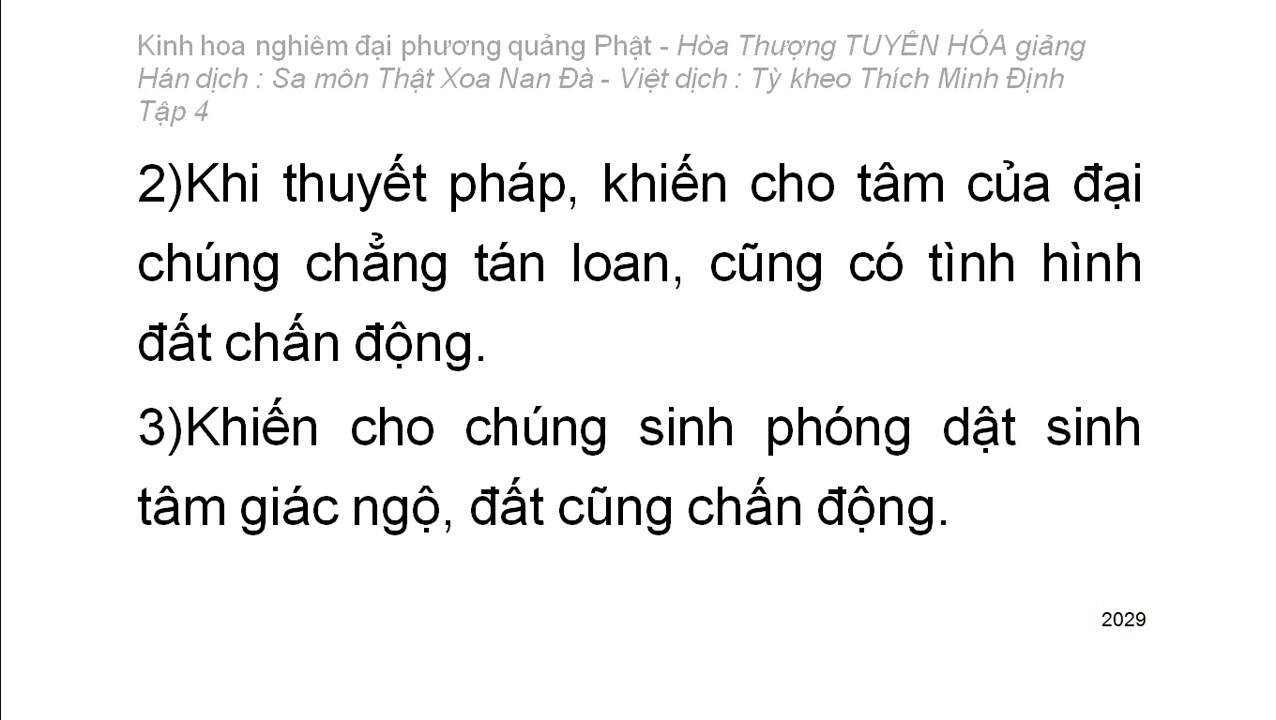 Kinh hoa nghiêm đại phương quảng Phật - Hòa Thượng TUYÊN HÓA giảng
Hán dịch : Sa môn Thật Xoa Nan Đà - Việt dịch : Tỳ kheo Thích Minh Định
Tập 4
2)Khi thuyết pháp, khiến cho tâm của đại
chúng chẳng tán loan, cũng có tình hình
đất chấn động.
3)Khiến cho chúng sinh phóng dật sinh
tâm giác ngộ, đất cũng chấn động.
2029